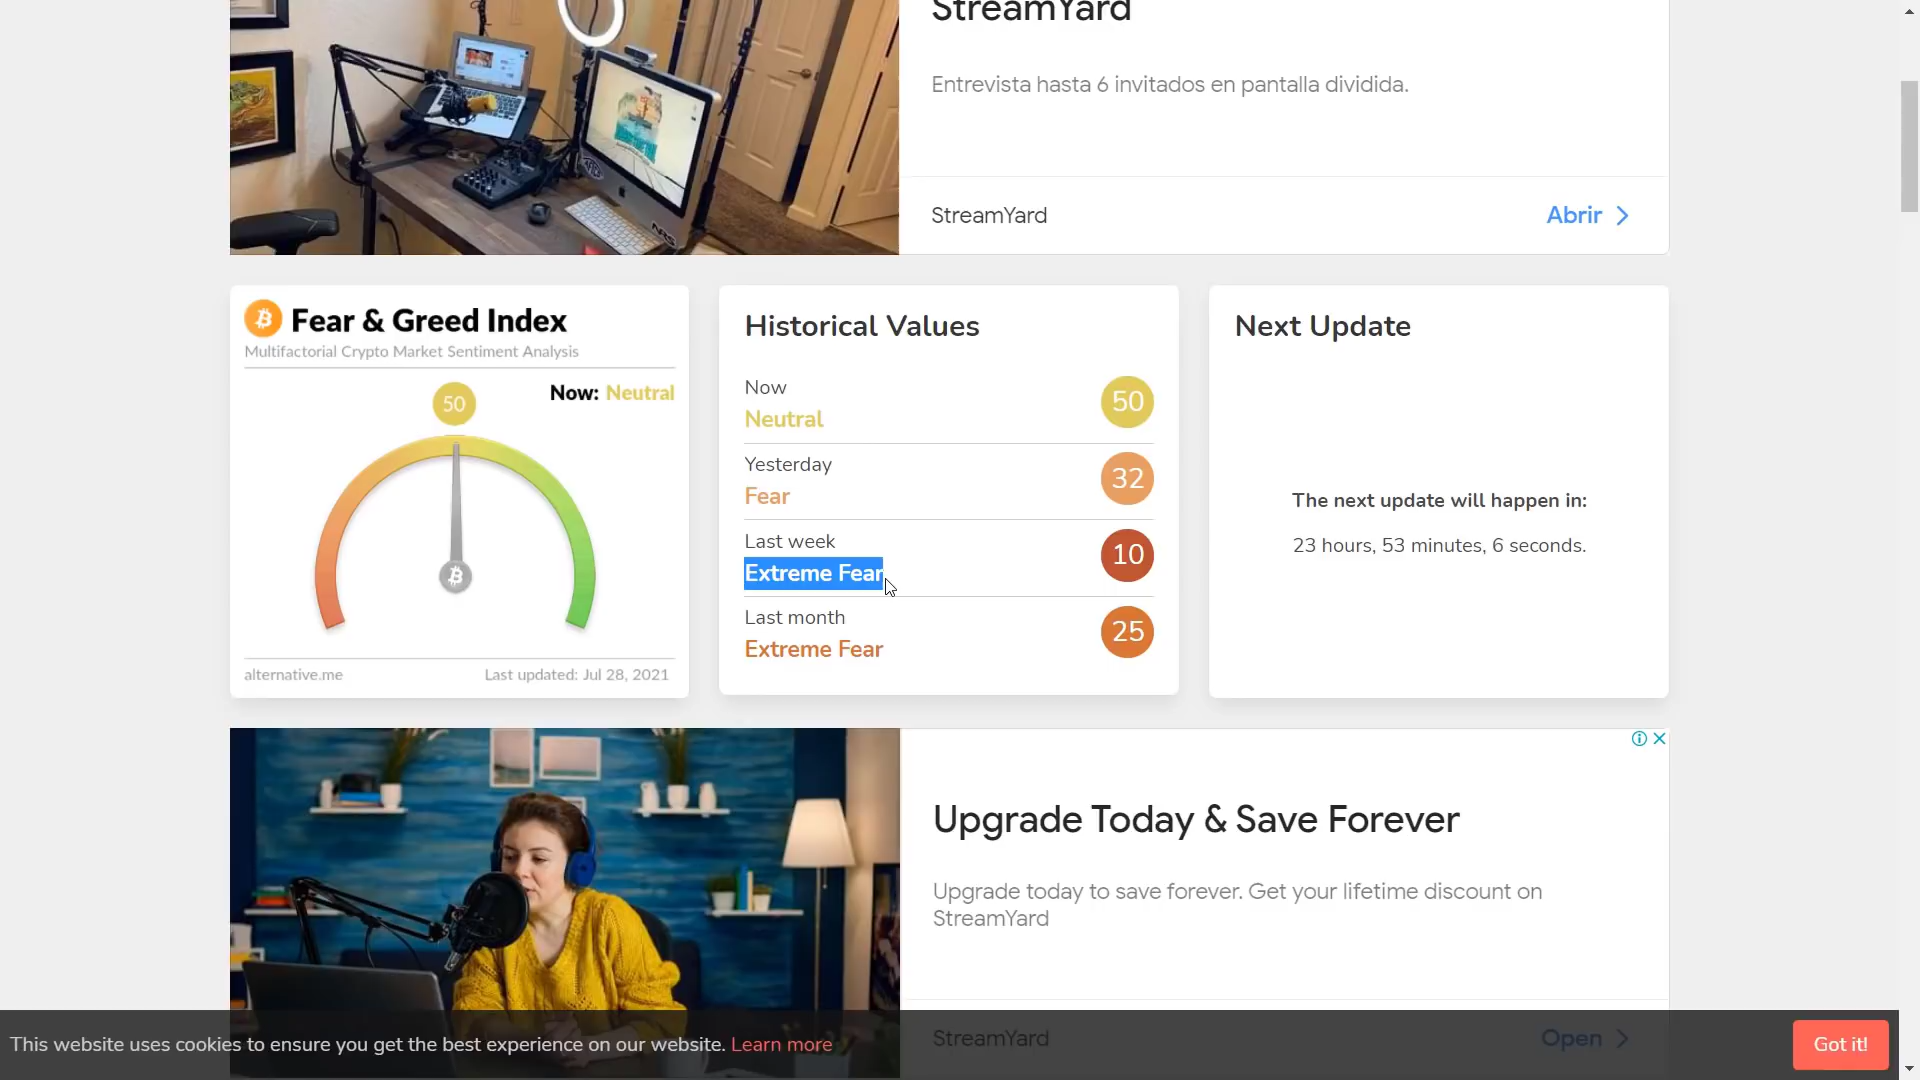 StreamYard
Entrevista hasta 6 invitados en pantalla dividida.
StreamYard
Abrir
Fear & Greed Index
Multifactorial Crypto Market Sentiment Analysis
Now: Neutral
50
alternative.me
Last updated: Jul 28, 2021
Historical Values
Now
Neutral
50
Yesterday
Fear
32
Last week
Extreme Fear
10
Last month
Extreme Fear
25
Next Update
The next update will happen in:
23 hours, 53 minutes, 6 seconds.
Upgrade Today & Save Forever
Upgrade today to save forever. Get your lifetime discount on
StreamYard
StreamYard
Open
This website uses cookies to ensure you get the best experience on our website. Learn more
Got it!